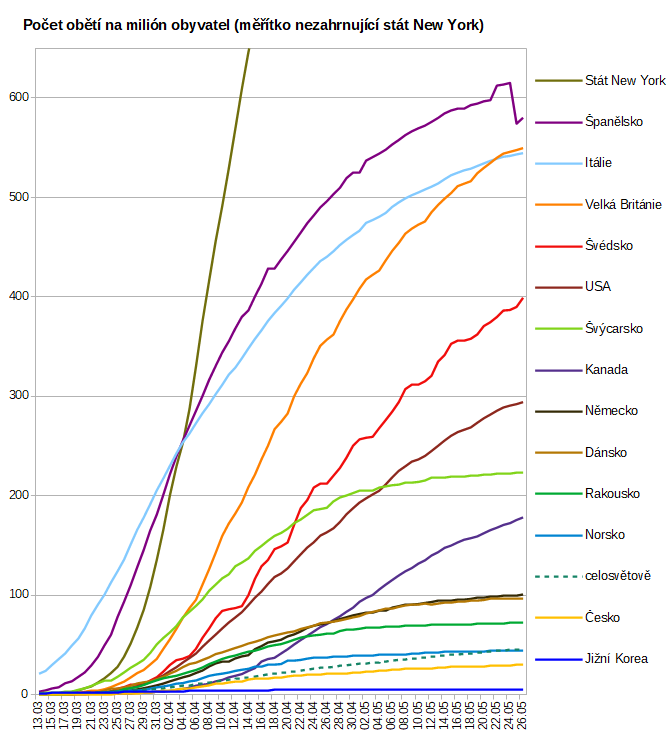 Počet obětí na milión obyvatel (měřítko nezahrnující stát New York)
600
500
400
300
200
100
0
Stát New York
Španělsko
Itálie
Velká Británie
Švédsko
USA
Švýcarsko
Kanada
Německo
Dánsko
Rakousko
Norsko
celosvětově
Česko
Jižní Korea
13.03
15.03
17.03
19.03
21.03
23.03
25.03
27.03
29.03
31.03
02.04
04.04
06.04
08.04
10.04
12.04
14.04
16.04
18.04
20.04
22.04
24.04
26.04
28.04
30.04
02.05
04.05
06.05
08.05
10.05
12.05
14.05
16.05
18.05
20.05
22.05
24.05
26.05